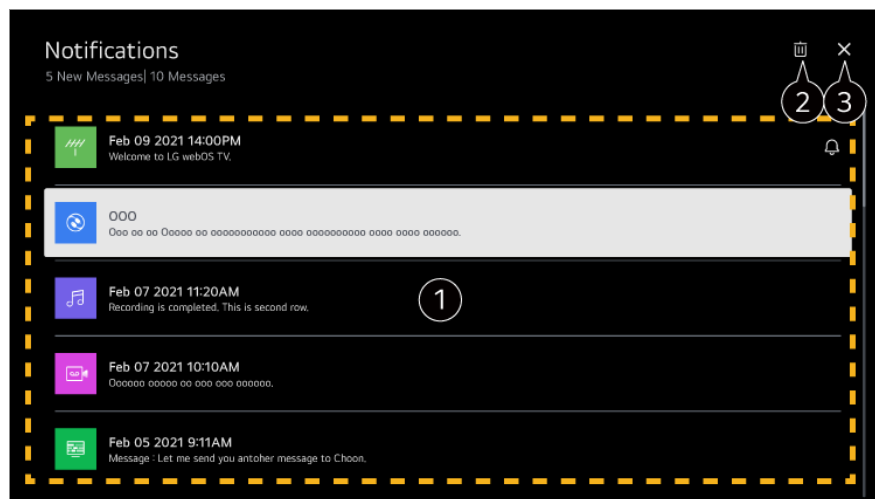 Notifications
5 New Messages| 10 Messages
2
3
Feb 09 2021 14:00PM
Welcome to LG webOS TV.
OOO
Ooo oo oo Ooooo oo ooooooooooo oooo oooooooooo oooo oooo oooooo.
1
Feb 07 2021 11:20AM
Recording is completed. This is second row.
Feb 07 2021 10:10AM
Oooooo ooooo oo ooo ooo oooooo.
Feb 05 2021 9:11AM
Message : Let me send you antoher message to Choon.